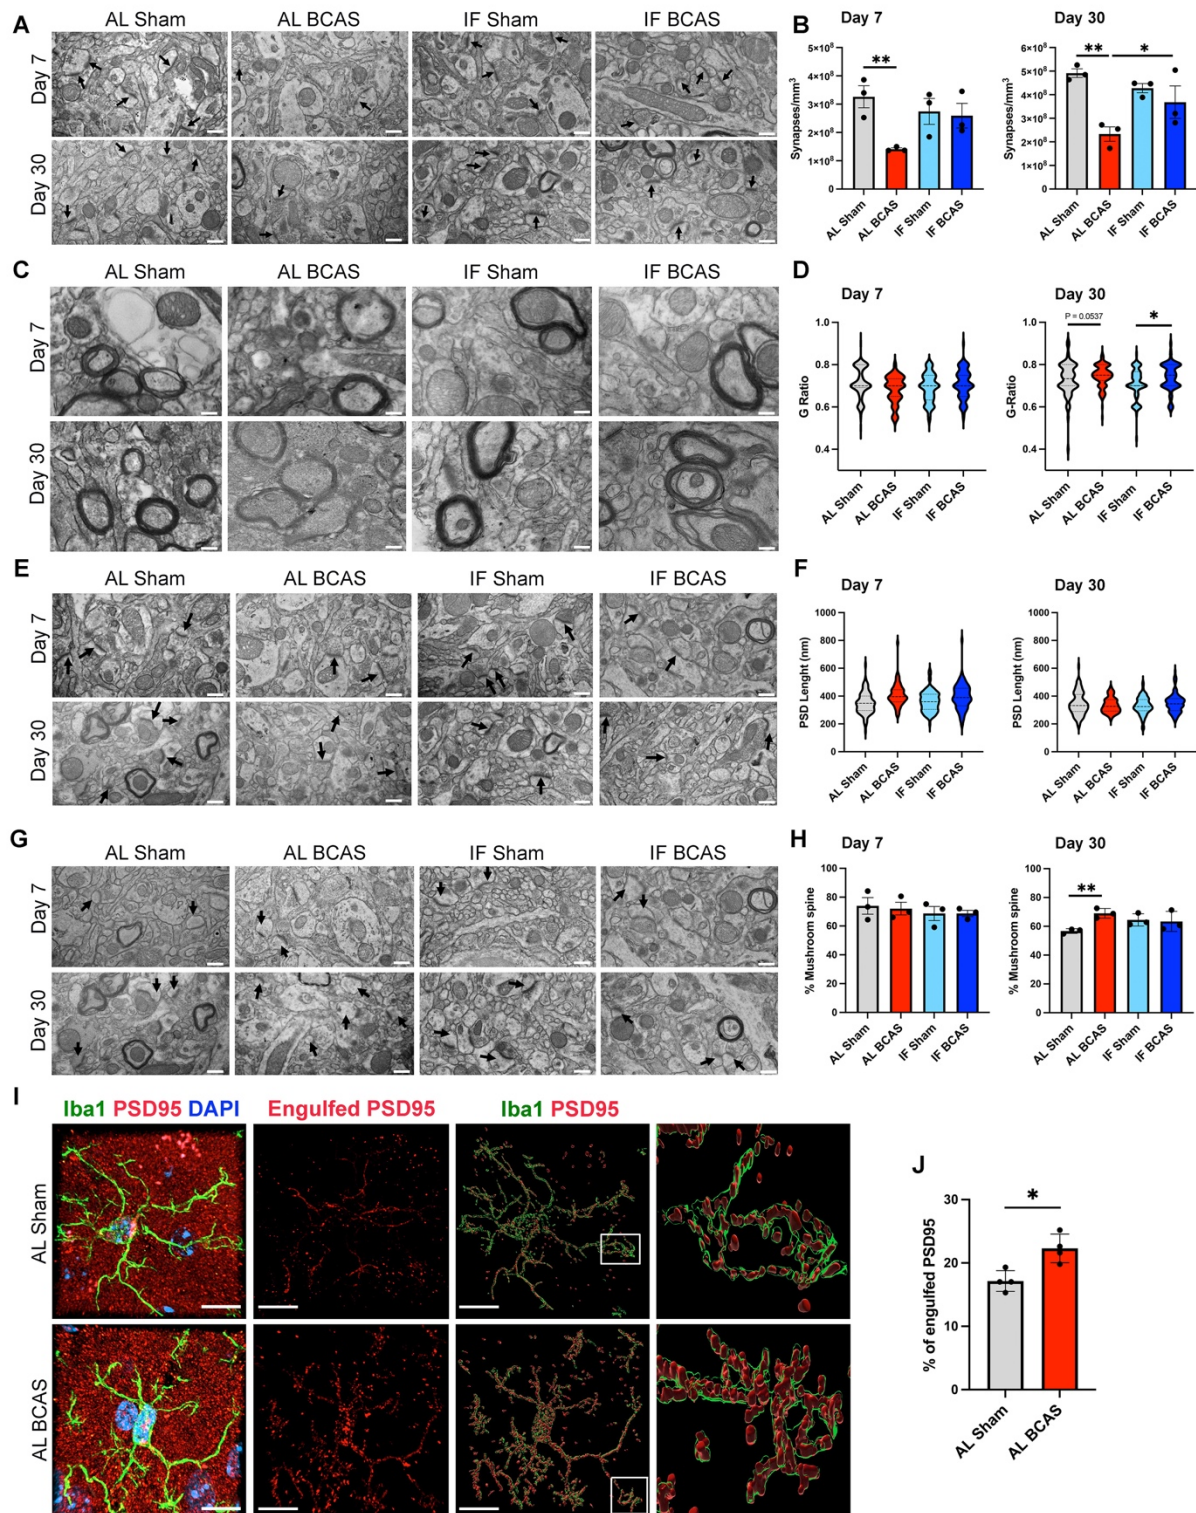 A
AL Sham
AL BCAS
IF Sham
IF BCAS
Day 7
Day 30
B
Day 7
Day 30
Synapses/mm³
5×10⁸
4×10⁸
3×10⁸
2×10⁸
1×10⁸
0
AL Sham
AL BCAS
IF Sham
IF BCAS
**
Synapses/mm³
6×10⁸
5×10⁸
4×10⁸
3×10⁸
2×10⁸
1×10⁸
0
AL Sham
AL BCAS
IF Sham
IF BCAS
**
*
C
AL Sham
AL BCAS
IF Sham
IF BCAS
Day 7
Day 30
D
Day 7
Day 30
G Ratio
1.0
0.8
0.6
0.4
AL Sham
AL BCAS
IF Sham
IF BCAS
G-Ratio
1.0
0.8
0.6
0.4
P = 0.0537
*
AL Sham
AL BCAS
IF Sham
IF BCAS
E
AL Sham
AL BCAS
IF Sham
IF BCAS
Day 7
Day 30
F
Day 7
Day 30
PSD Lenght (nm)
1000
800
600
400
200
0
AL Sham
AL BCAS
IF Sham
IF BCAS
PSD Lenght (nm)
1000
800
600
400
200
0
AL Sham
AL BCAS
IF Sham
IF BCAS
G
AL Sham
AL BCAS
IF Sham
IF BCAS
Day 7
Day 30
H
Day 7
Day 30
% Mushroom spine
100
80
60
40
20
0
AL Sham
AL BCAS
IF Sham
IF BCAS
% Mushroom spine
100
80
60
40
20
0
**
AL Sham
AL BCAS
IF Sham
IF BCAS
I
Iba1 PSD95 DAPI
Engulfed PSD95
Iba1 PSD95
AL Sham
AL BCAS
J
% of engulfed PSD95
30
20
10
0
*
AL Sham
AL BCAS